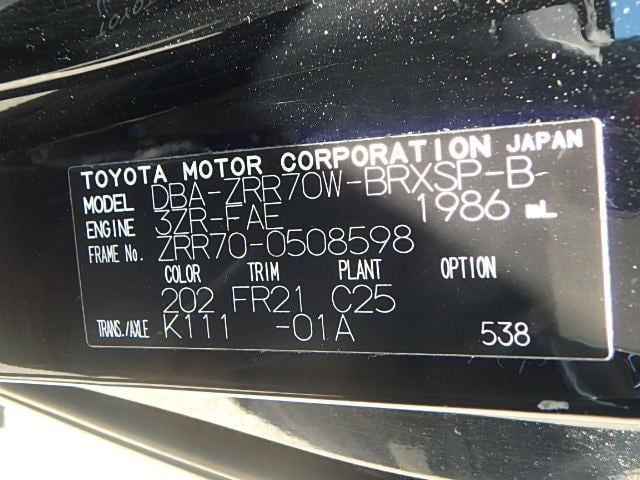 TOYOTA MOTOR CORPORATION JAPAN
MODEL DBA-ZRR70W-BRXSP-B-
ENGINE 3ZR-FAE 1986 mL
FRAME No. ZRR70-0508598
COLOR TRIM PLANT OPTION
202 FR21 C25
TRANS./AXLE K111 -01A 538